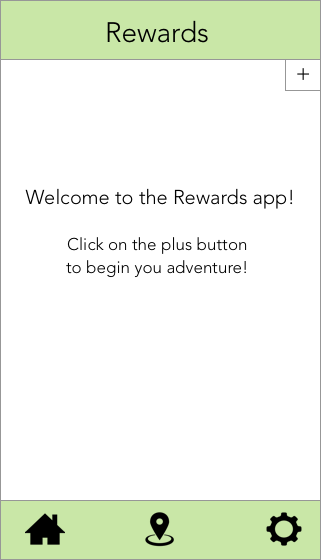 Rewards
+
Welcome to the Rewards app!
Click on the plus button
to begin you adventure!